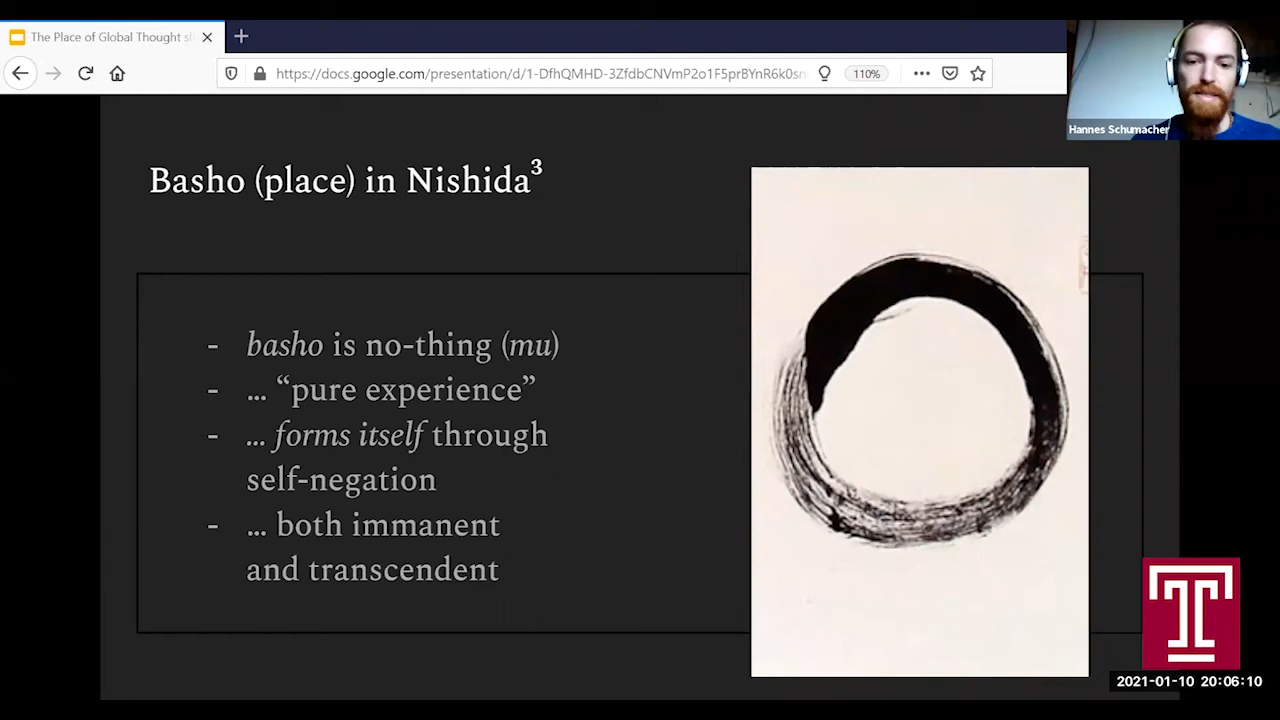 The Place of Global Thought sl
https://docs.google.com/presentation/d/1-DfhQMHD-3ZfdbCNVmP2o1F5prBYnR6k0sn
110%
Hannes Schumacher
Basho (place) in Nishida³
- basho is no-thing (mu)
- ... “pure experience”
- ... forms itself through
self-negation
- ... both immanent
and transcendent
T
2021-01-10 20:06:10